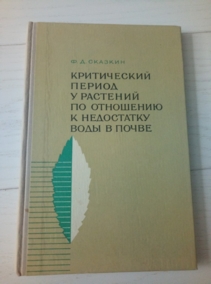 Ф. Д. СКАЗКИН
КРИТИЧЕСКИЙ
ПЕРИОД
У РАСТЕНИЙ
ПО ОТНОШЕНИЮ
К НЕДОСТАТКУ
ВОДЫ В ПОЧВЕ